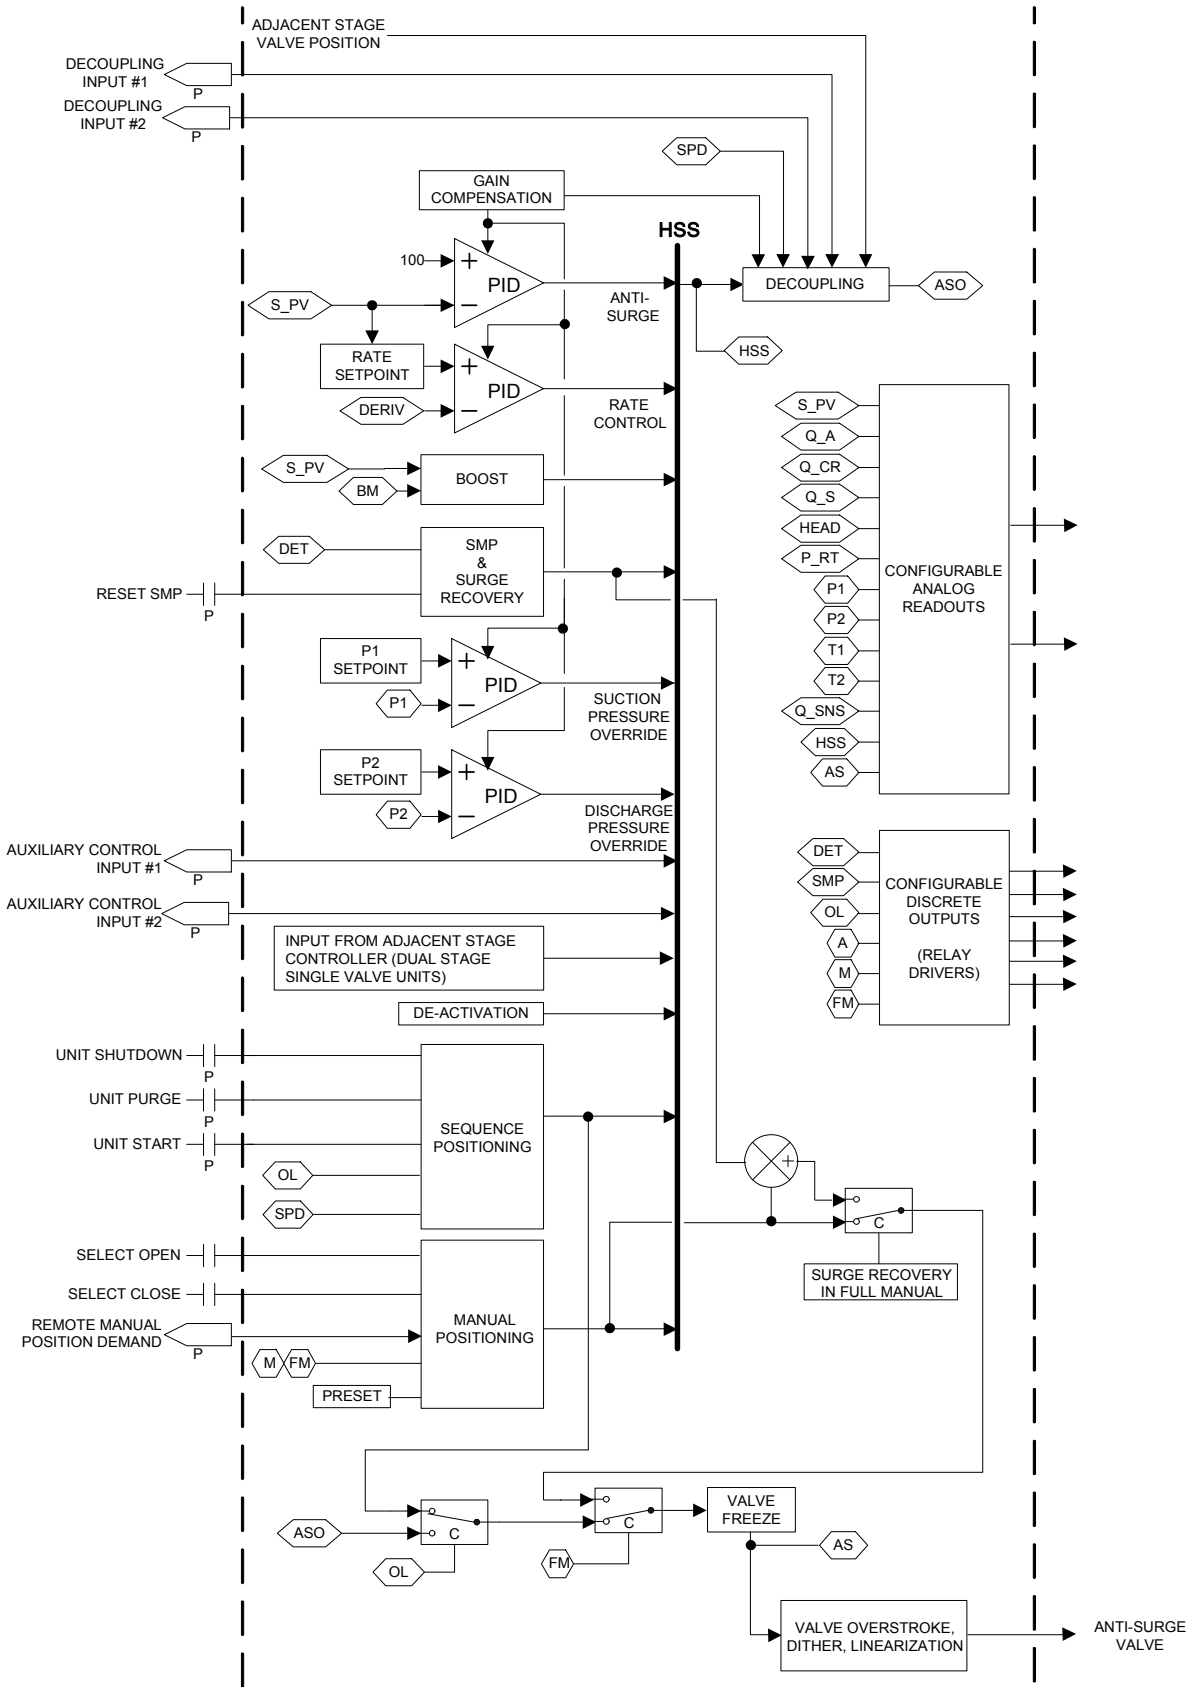 ADJACENT STAGE
VALVE POSITION
DECOUPLING
INPUT #1
P
DECOUPLING
INPUT #2
P
SPD
GAIN
COMPENSATION
HSS
100
+
PID
−
ANTI-
SURGE
DECOUPLING
ASO
S_PV
HSS
RATE
SETPOINT
+
PID
−
DERIV
RATE
CONTROL
S_PV
BM
BOOST
DET
SMP
&
SURGE
RECOVERY
RESET SMP
P
P1
SETPOINT
+
PID
−
P1
SUCTION
PRESSURE
OVERRIDE
P2
SETPOINT
+
PID
−
P2
DISCHARGE
PRESSURE
OVERRIDE
S_PV
Q_A
Q_CR
Q_S
HEAD
P_RT
P1
P2
T1
T2
Q_SNS
HSS
AS
CONFIGURABLE
ANALOG
READOUTS
AUXILIARY CONTROL
INPUT #1
P
AUXILIARY CONTROL
INPUT #2
P
DET
SMP
OL
A
M
FM
CONFIGURABLE
DISCRETE
OUTPUTS
(RELAY
DRIVERS)
INPUT FROM ADJACENT STAGE
CONTROLLER (DUAL STAGE
SINGLE VALVE UNITS)
DE-ACTIVATION
UNIT SHUTDOWN
P
UNIT PURGE
P
UNIT START
P
OL
SPD
SEQUENCE
POSITIONING
+
C
SURGE RECOVERY
IN FULL MANUAL
SELECT OPEN
SELECT CLOSE
REMOTE MANUAL
POSITION DEMAND
P
M
FM
PRESET
MANUAL
POSITIONING
ASO
C
OL
C
FM
VALVE
FREEZE
AS
VALVE OVERSTROKE,
DITHER, LINEARIZATION
ANTI-SURGE
VALVE